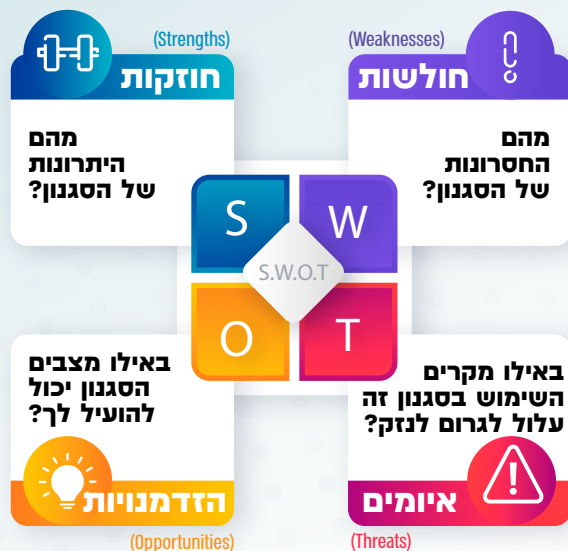 (Strengths)
חוזקות
מהם
היתרונות
של הסגנון?
(Weaknesses)
חולשות
מהם
החסרונות
של הסגנון?
S
W
S.W.O.T
O
T
באילו מצבים
הסגנון יכול
להועיל לך?
הזדמנויות
(Opportunities)
באילו מקרים
השימוש בסגנון זה
עלול לגרום לנזק?
איומים
(Threats)